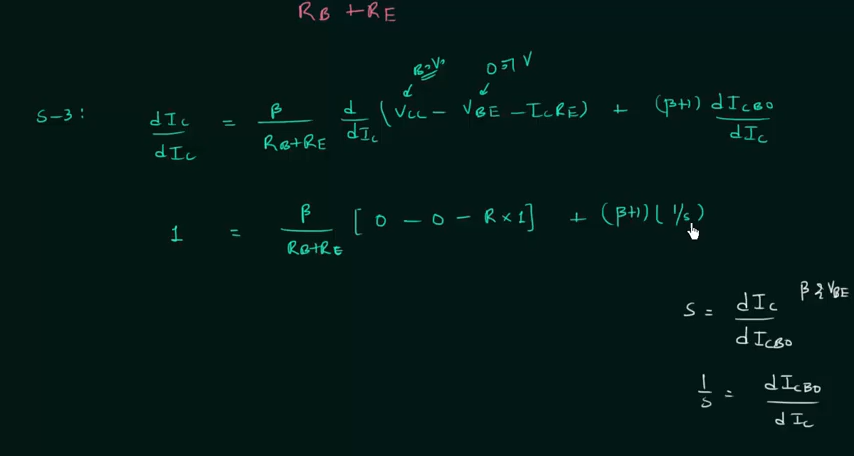 RB + RE
B.V.
0.7 V
S-3: dIc/dIc = β/(RB+RE) d/dIc (VCC - VBE - ICRE) + (β+1) dICBO/dIC
1 = β/(RB+RE) [0 - 0 - R×1] + (β+1)(1/s)
S = dIC/dICBO β & VBE
1/S = dICBO/dIC